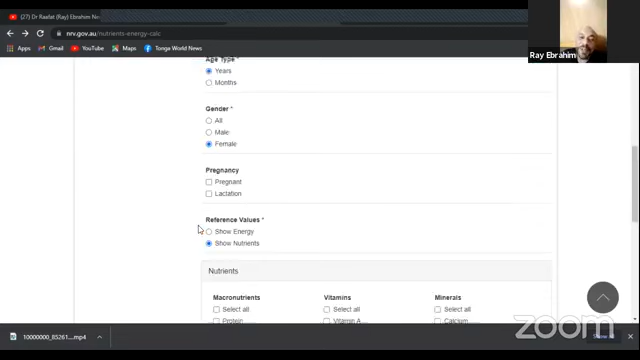 (27) Dr Raafat (Ray) Ebrahim
nrv.gov.au/nutrients-energy-calc
Apps Gmail YouTube Maps Tonga World News
Ray Ebrahim
Age Type *
Years
Months
Gender *
All
Male
Female
Pregnancy
Pregnant
Lactation
Reference Values *
Show Energy
Show Nutrients
Nutrients
Macronutrients Vitamins Minerals
Select all Select all Select all
Protein Vitamin A Calcium
zoom
10000000_85261....mp4
Show all